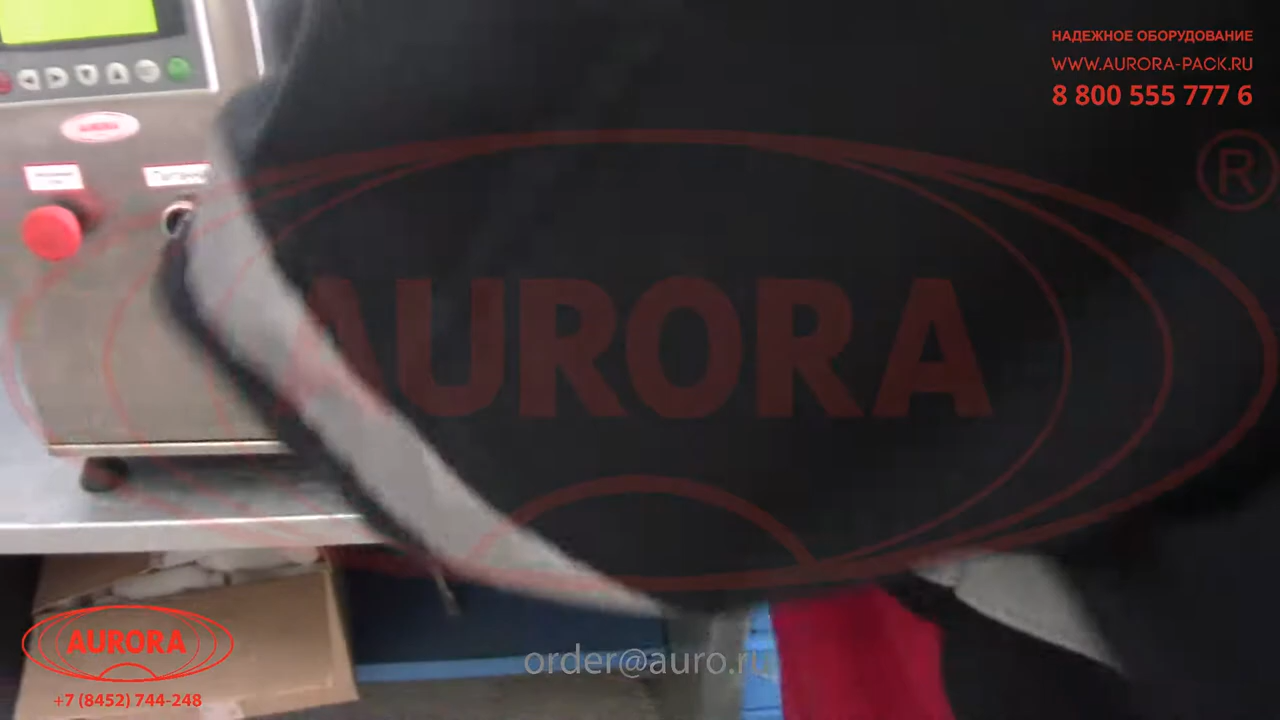 НАДЕЖНОЕ ОБОРУДОВАНИЕ
WWW.AURORA-PACK.RU
8 800 555 777 6
®
AURORA
AURORA
+7 (8452) 744-248
order@auro.ru